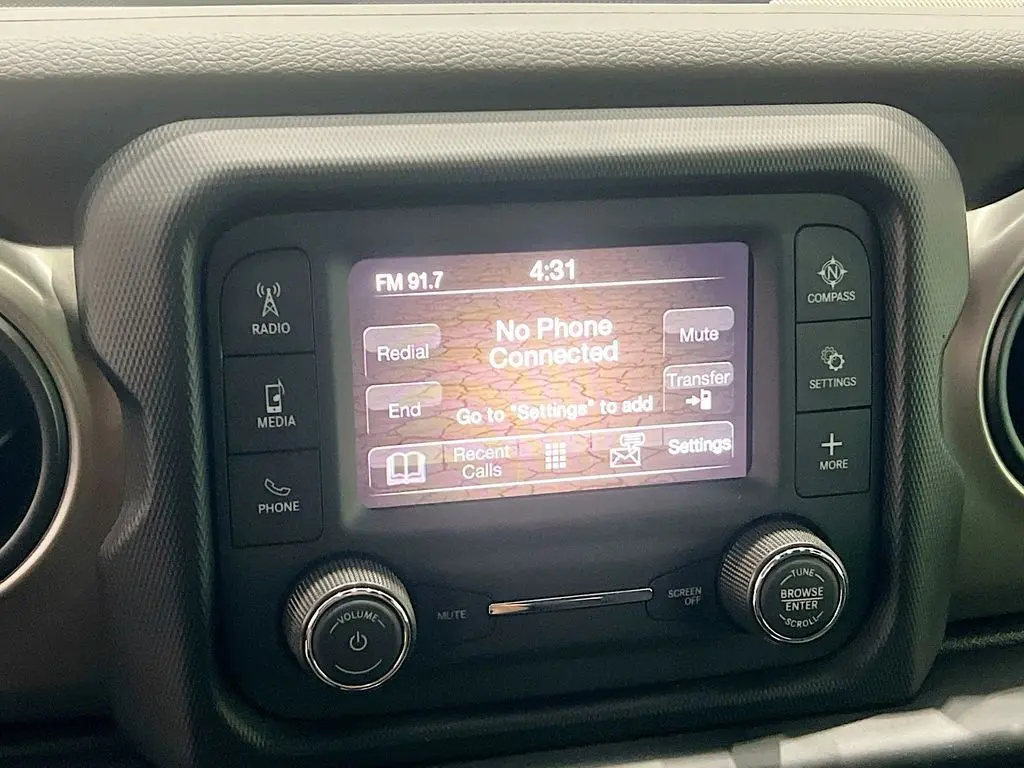 FM 91.7
4:31
Redial
No Phone
Connected
Mute
End
Go to "Settings" to add
Transfer
Recent
Calls
Settings
RADIO
MEDIA
PHONE
N
COMPASS
SETTINGS
MORE
VOLUME
MUTE
SCREEN
OFF
TUNE
BROWSE
ENTER
SCROLL